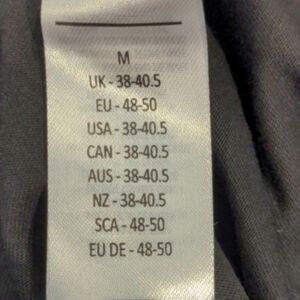 M
UK - 38-40.5
EU - 48-50
USA - 38-40.5
CAN - 38-40.5
AUS - 38-40.5
NZ - 38-40.5
SCA - 48-50
EU DE - 48-50